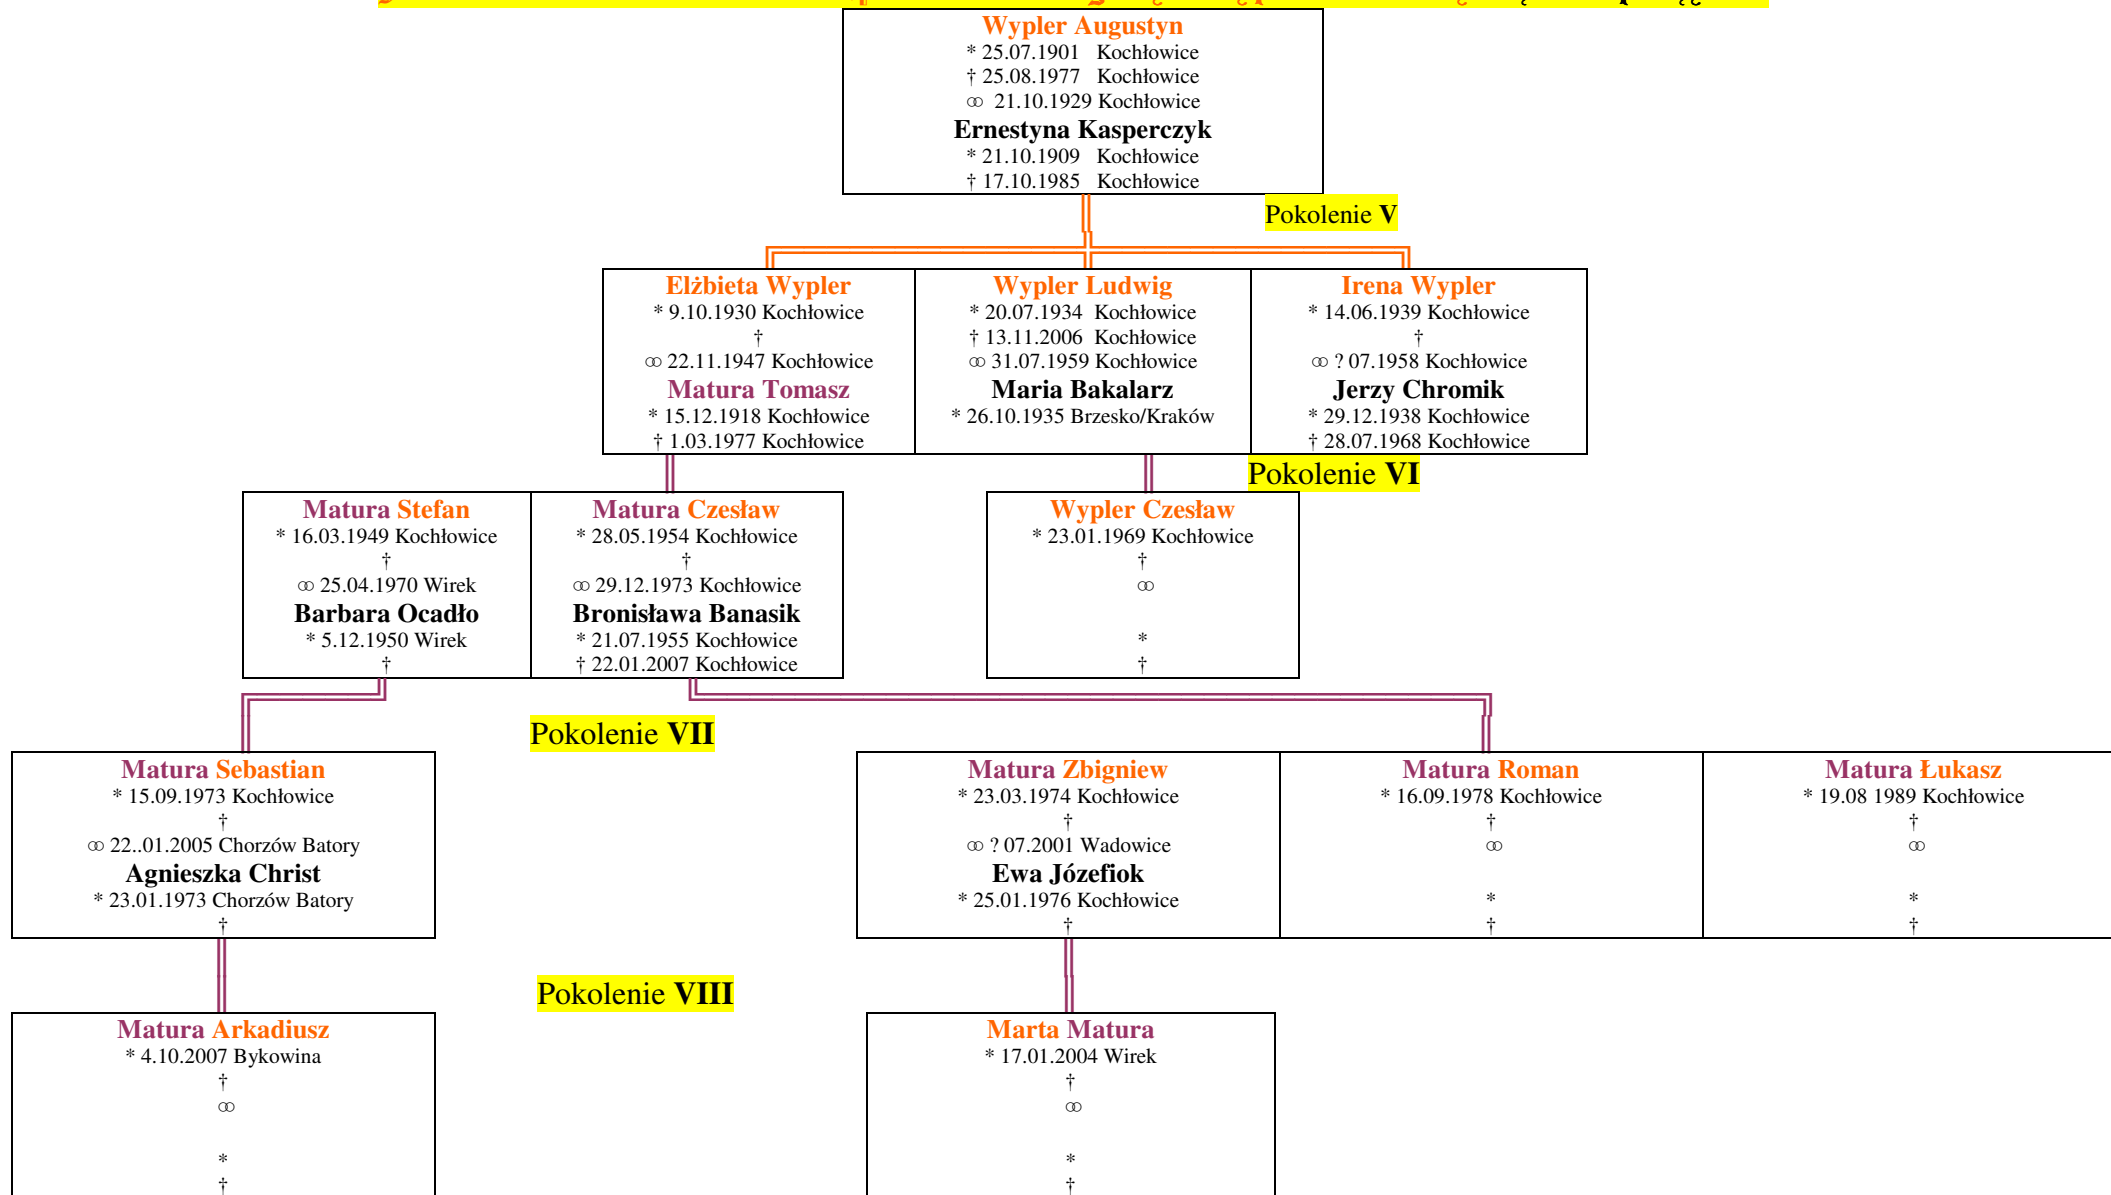 Wypler Augustyn
* 25.07.1901 Kochłowice
† 25.08.1977 Kochłowice
⚭ 21.10.1929 Kochłowice
Ernestyna Kasperczyk
* 21.10.1909 Kochłowice
† 17.10.1985 Kochłowice
Pokolenie V
Elżbieta Wypler
* 9.10.1930 Kochłowice
†
⚭ 22.11.1947 Kochłowice
Matura Tomasz
* 15.12.1918 Kochłowice
† 1.03.1977 Kochłowice
Wypler Ludwig
* 20.07.1934 Kochłowice
† 13.11.2006 Kochłowice
⚭ 31.07.1959 Kochłowice
Maria Bakalarz
* 26.10.1935 Brzesko/Kraków
Irena Wypler
* 14.06.1939 Kochłowice
†
⚭ ? 07.1958 Kochłowice
Jerzy Chromik
* 29.12.1938 Kochłowice
† 28.07.1968 Kochłowice
Pokolenie VI
Matura Stefan
* 16.03.1949 Kochłowice
†
⚭ 25.04.1970 Wirek
Barbara Ocadło
* 5.12.1950 Wirek
†
Matura Czesław
* 28.05.1954 Kochłowice
†
⚭ 29.12.1973 Kochłowice
Bronisława Banasik
* 21.07.1955 Kochłowice
† 22.01.2007 Kochłowice
Wypler Czesław
* 23.01.1969 Kochłowice
†
⚭
*
†
Pokolenie VII
Matura Sebastian
* 15.09.1973 Kochłowice
†
⚭ 22..01.2005 Chorzów Batory
Agnieszka Christ
* 23.01.1973 Chorzów Batory
†
Matura Zbigniew
* 23.03.1974 Kochłowice
†
⚭ ? 07.2001 Wadowice
Ewa Józefiok
* 25.01.1976 Kochłowice
†
Matura Roman
* 16.09.1978 Kochłowice
†
⚭
*
†
Matura Łukasz
* 19.08 1989 Kochłowice
†
⚭
*
†
Pokolenie VIII
Matura Arkadiusz
* 4.10.2007 Bykowina
†
⚭
*
†
Marta Matura
* 17.01.2004 Wirek
†
⚭
*
†